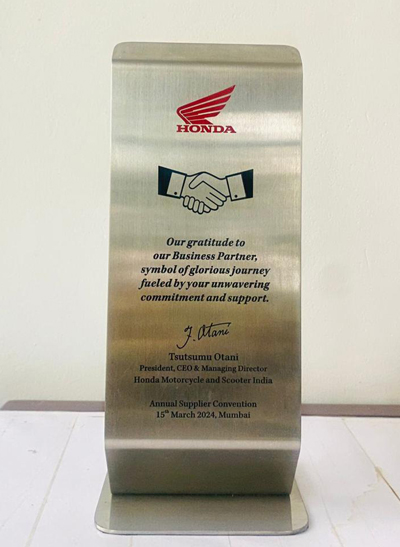 HONDA
Our gratitude to
our Business Partner,
symbol of glorious journey
fueled by your unwavering
commitment and support.
T. Otani
Tsutsumu Otani
President, CEO & Managing Director
Honda Motorcycle and Scooter India
Annual Supplier Convention
15th March 2024, Mumbai